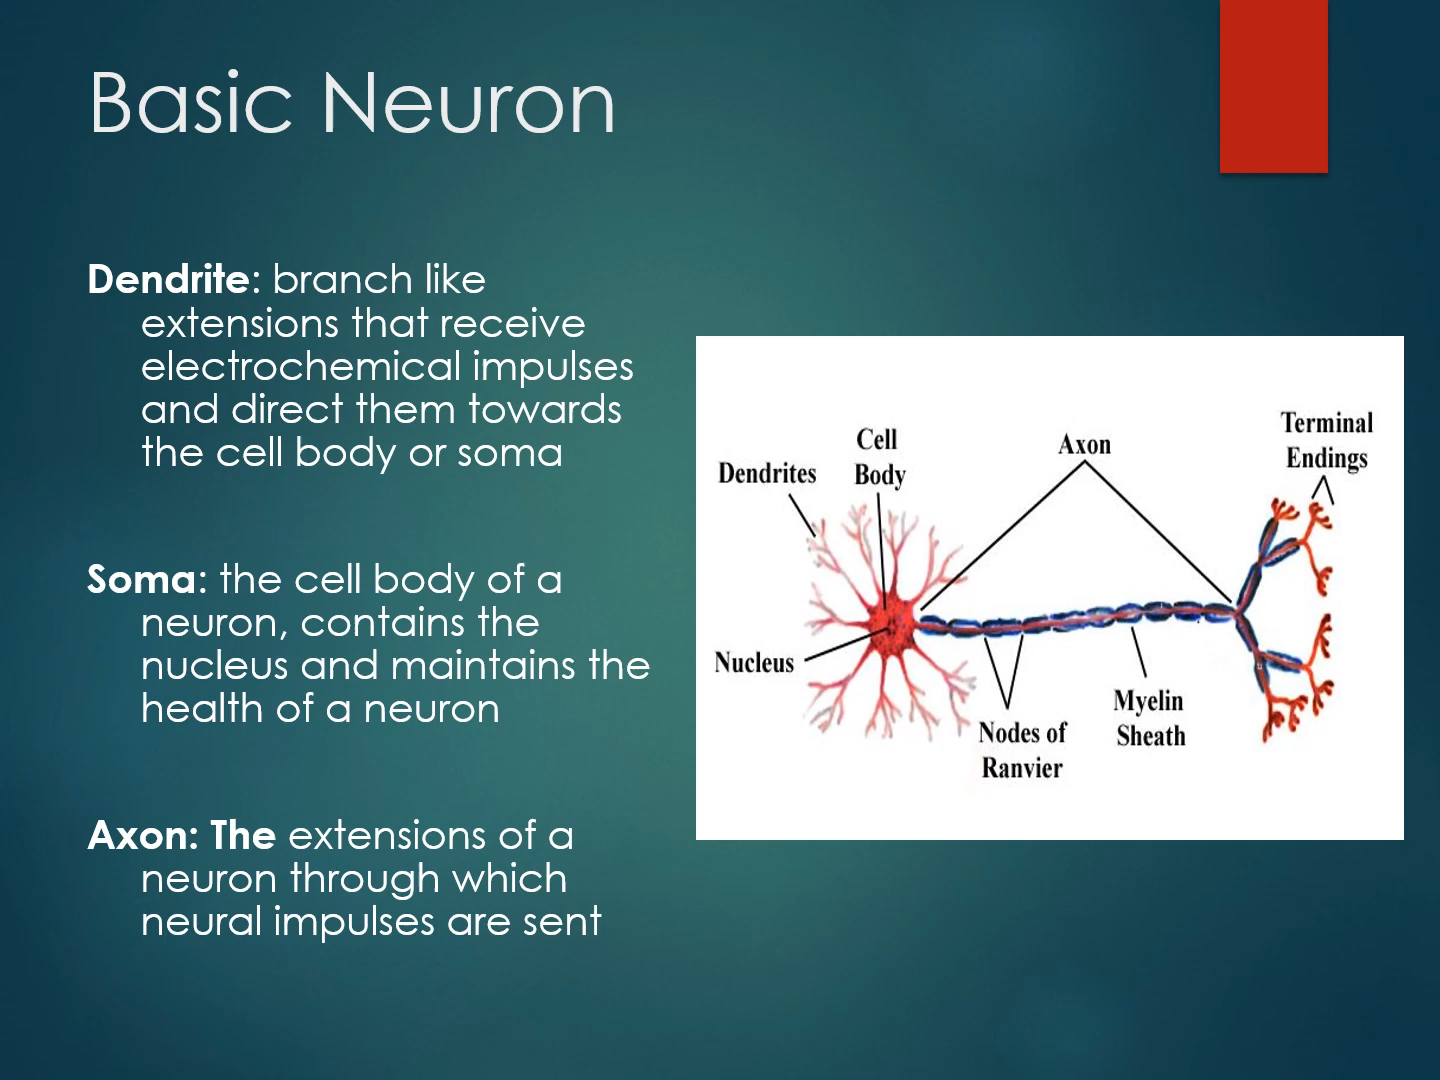 Basic Neuron
Dendrite: branch like
extensions that receive
electrochemical impulses
and direct them towards
the cell body or soma
Soma: the cell body of a
neuron, contains the
nucleus and maintains the
health of a neuron
Axon: The extensions of a
neuron through which
neural impulses are sent
Dendrites
Cell
Body
Axon
Terminal
Endings
Nucleus
Nodes of
Ranvier
Myelin
Sheath